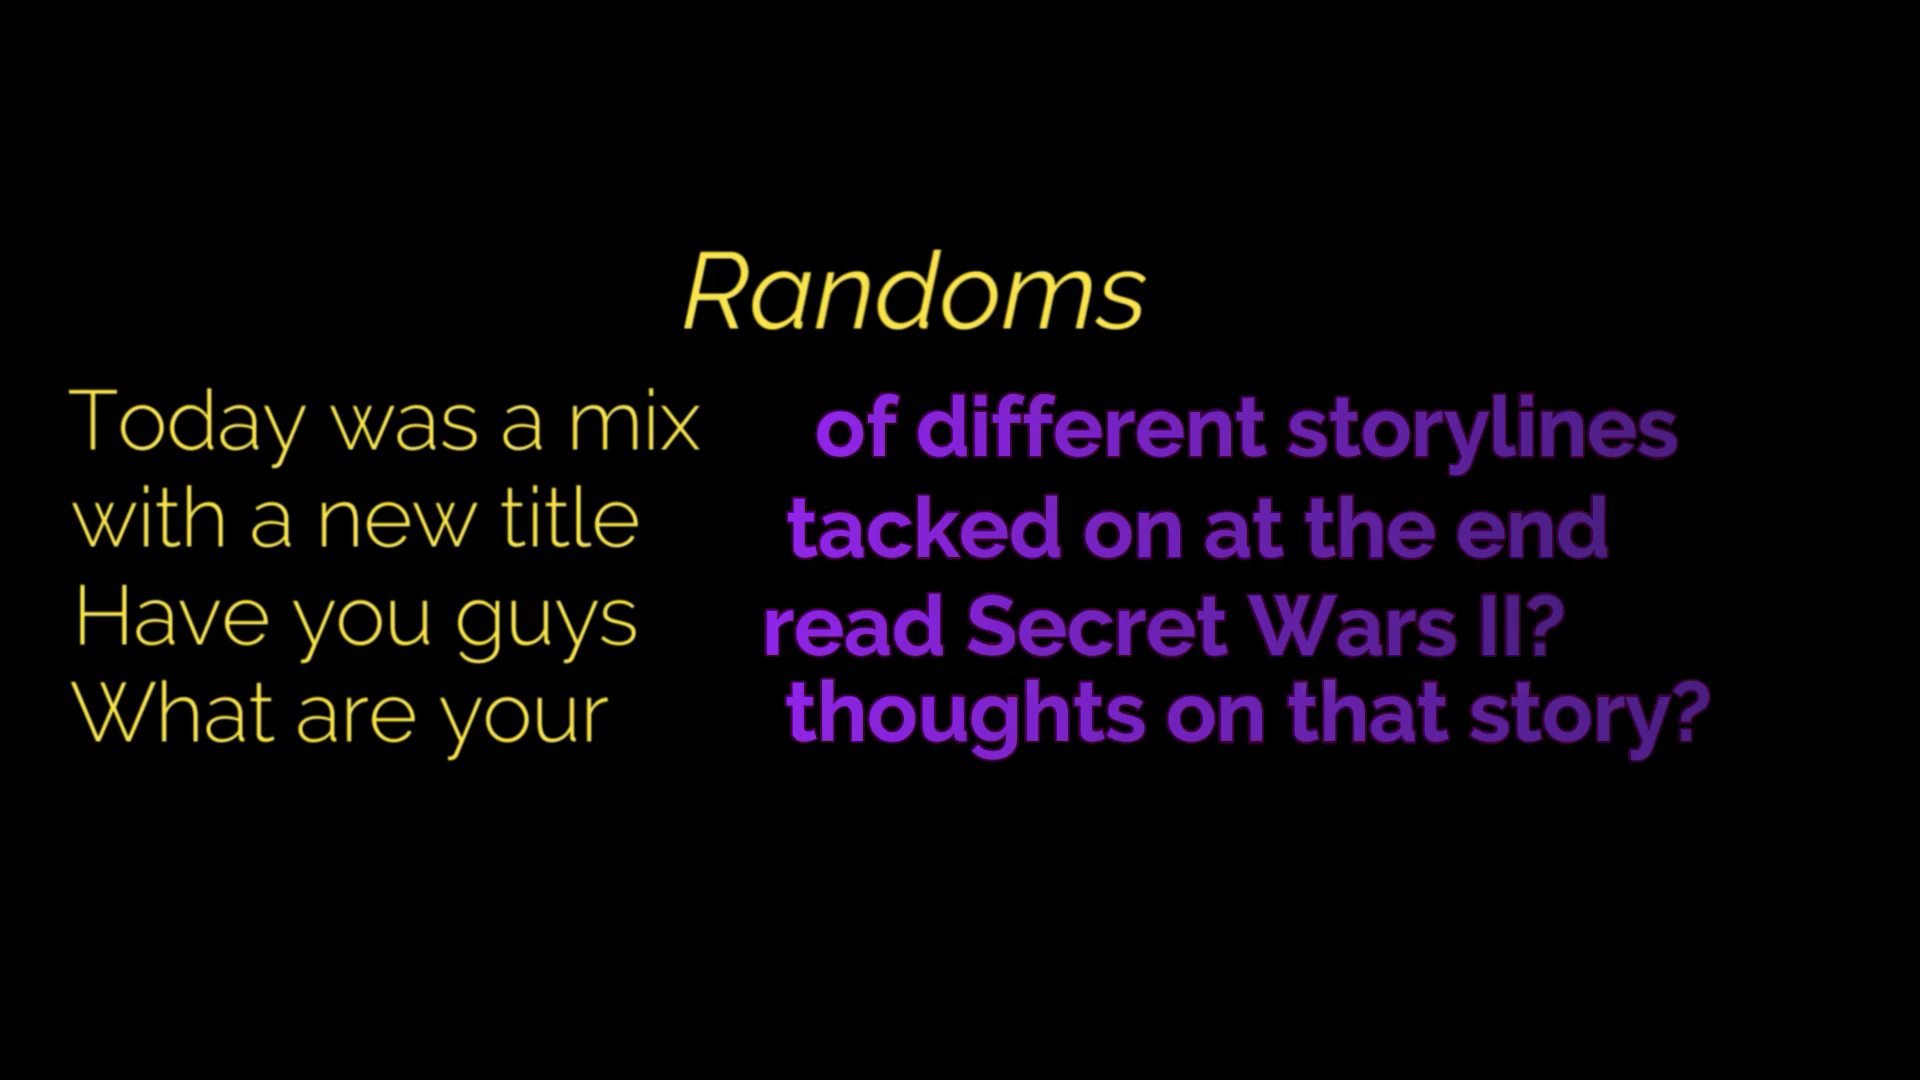 Randoms
Today was a mix of different storylines
with a new title tacked on at the end
Have you guys read Secret Wars II?
What are your thoughts on that story?